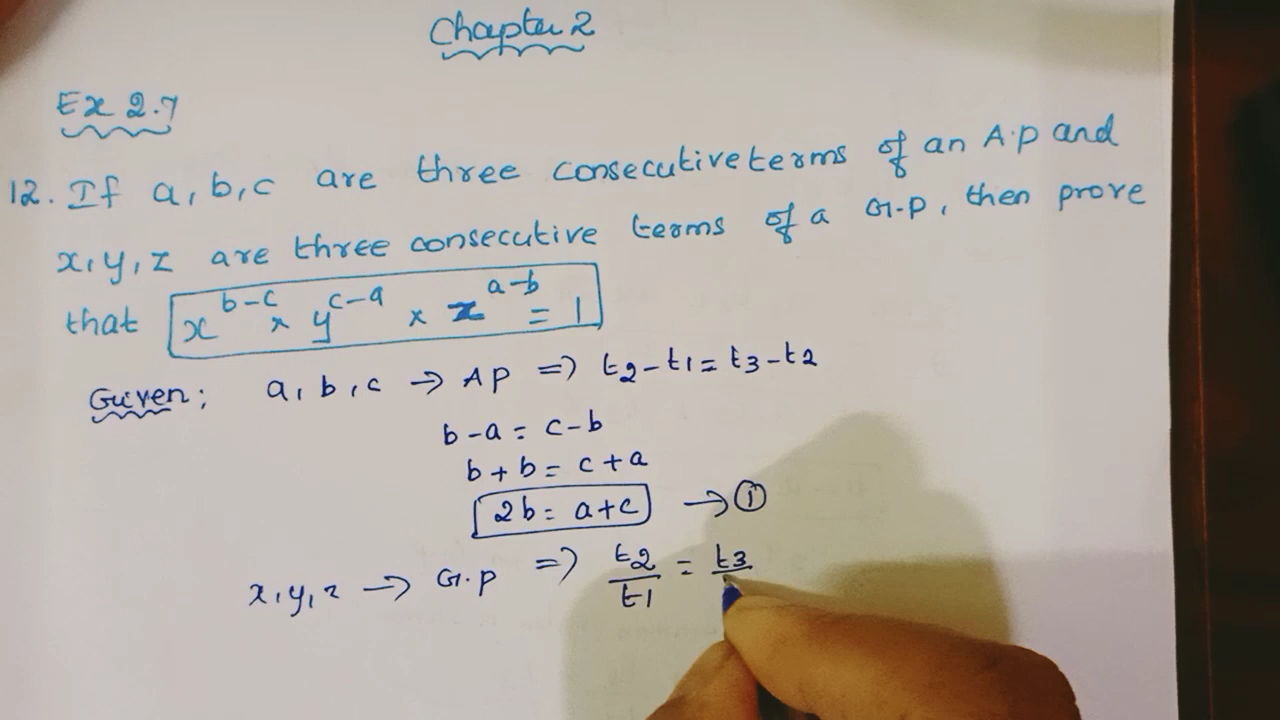 Chapter 2
Ex 2.7
12. If a, b, c are three consecutive terms of an A.P and
x, y, z are three consecutive terms of a G.P, then prove
that x^{b-c} × y^{c-a} × z^{a-b} = 1
Given: a, b, c → AP => t2 - t1 = t3 - t2
b - a = c - b
b + b = c + a
2b = a + c → ①
x, y, z → G.P => t2/t1 = t3/